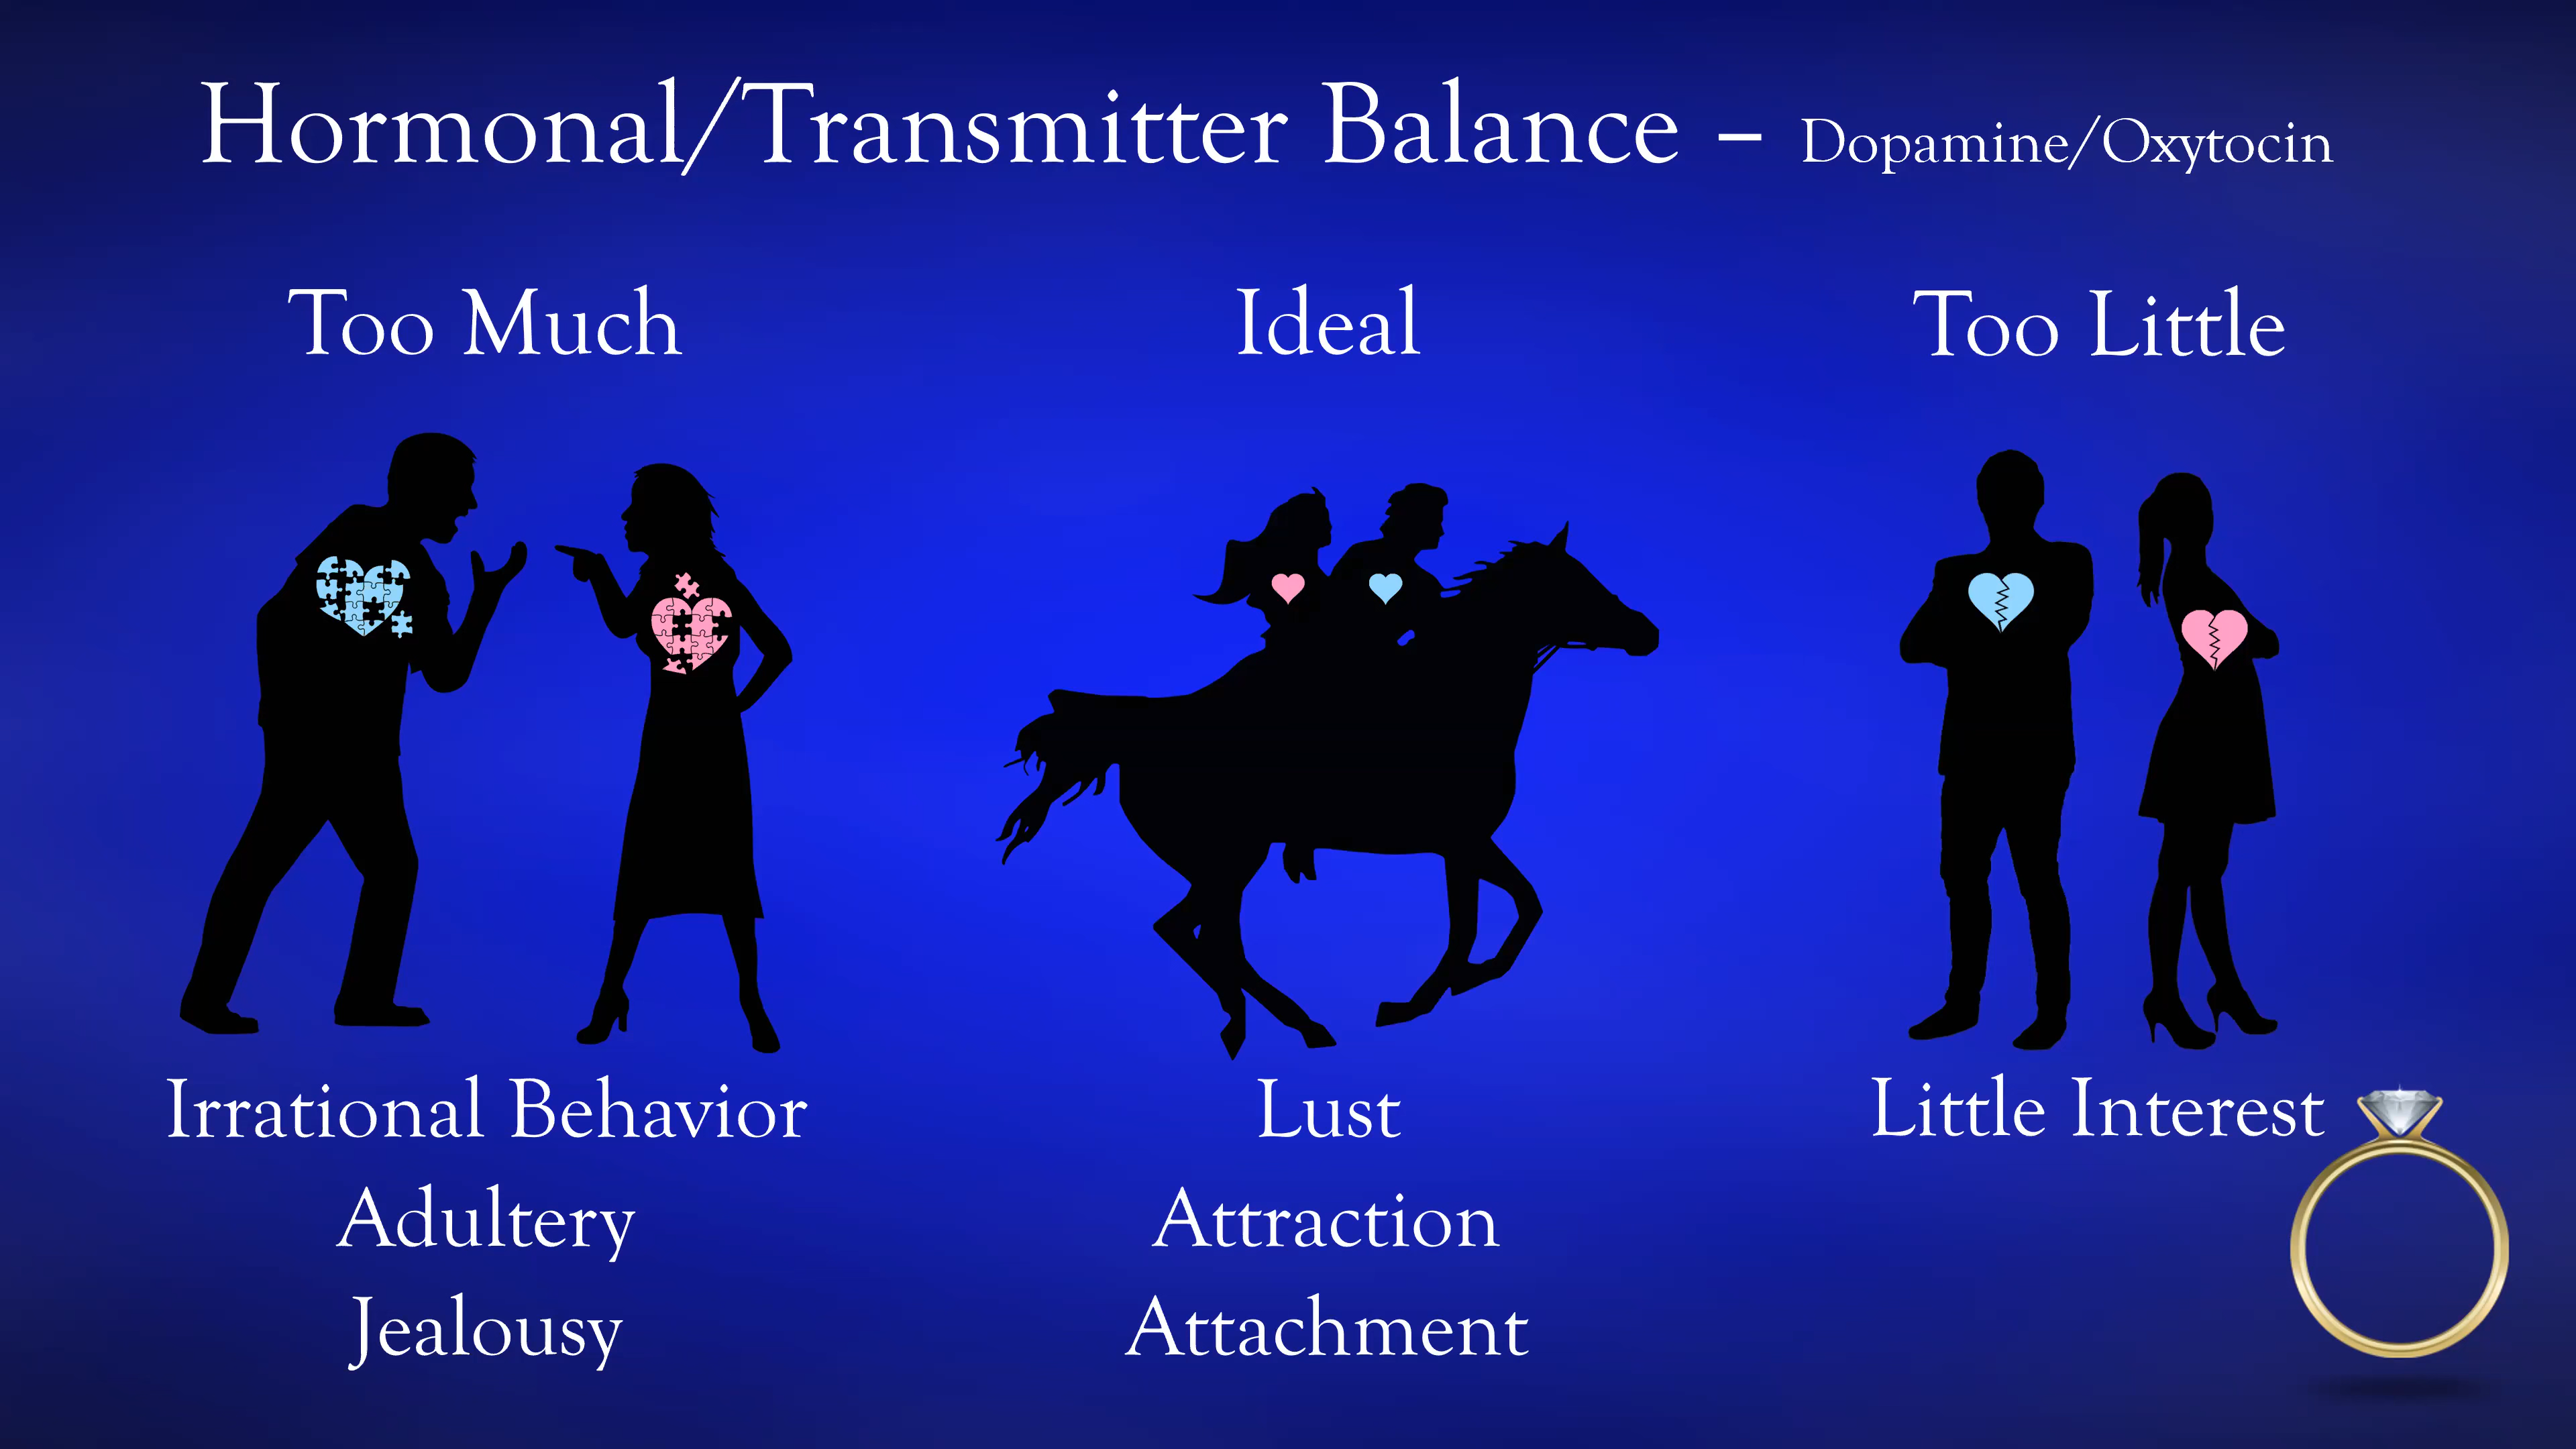 Hormonal/Transmitter Balance – Dopamine/Oxytocin
Too Much
Ideal
Too Little
Irrational Behavior
Adultery
Jealousy
Lust
Attraction
Attachment
Little Interest